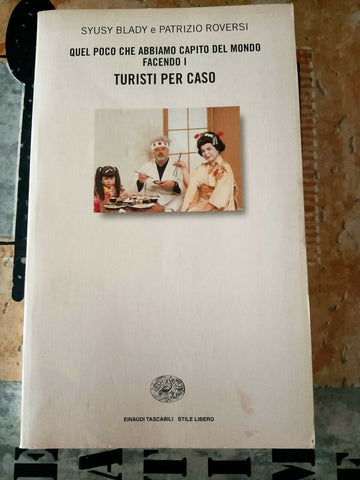 SYUSY BLADY e PATRIZIO ROVERSI
QUEL POCO CHE ABBIAMO CAPITO DEL MONDO
FACENDO I
TURISTI PER CASO
EINAUDI TASCABILI STILE LIBERO